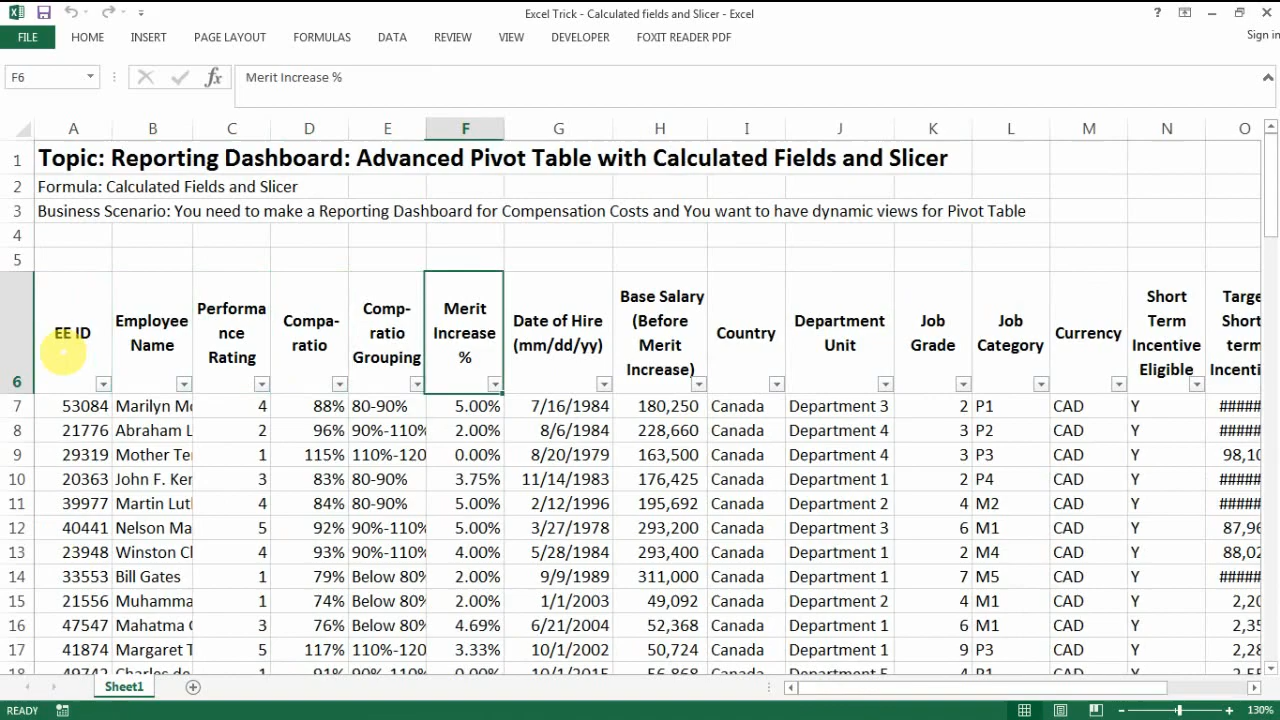 Excel Trick - Calculated fields and Slicer - Excel
?
FILE HOME INSERT PAGE LAYOUT FORMULAS DATA REVIEW VIEW DEVELOPER FOXIT READER PDF Sign in
F6 fx Merit Increase %
A B C D E F G H I J K L M N O
1 Topic: Reporting Dashboard: Advanced Pivot Table with Calculated Fields and Slicer
2 Formula: Calculated Fields and Slicer
3 Business Scenario: You need to make a Reporting Dashboard for Compensation Costs and You want to have dynamic views for Pivot Table
4
5
6
EE ID
Employee
Name
Performa
nce
Rating
Compa-
ratio
Comp-
ratio
Grouping
Merit
Increase
%
Date of Hire
(mm/dd/yy)
Base Salary
(Before
Merit
Increase)
Country
Department
Unit
Job
Grade
Job
Category
Currency
Short
Term
Incentive
Eligible
Targe
Short
term
Incenti
7 53084 Marilyn Mo 4 88% 80-90% 5.00% 7/16/1984 180,250 Canada Department 3 2 P1 CAD Y #####
8 21776 Abraham L 2 96% 90%-110% 2.00% 8/6/1984 228,660 Canada Department 4 3 P2 CAD Y #####
9 29319 Mother Ter 1 115% 110%-120 0.00% 8/20/1979 163,500 Canada Department 4 3 P3 CAD Y 98,10
10 20363 John F. Ken 3 83% 80-90% 3.75% 11/14/1983 176,425 Canada Department 1 2 P4 CAD Y #####
11 39977 Martin Luth 4 84% 80-90% 5.00% 2/12/1996 195,692 Canada Department 2 4 M2 CAD Y #####
12 40441 Nelson Ma 5 92% 90%-110% 5.00% 3/27/1978 293,200 Canada Department 3 6 M1 CAD Y 87,96
13 23948 Winston Ch 4 93% 90%-110% 4.00% 5/28/1984 293,400 Canada Department 1 2 M4 CAD Y 88,02
14 33553 Bill Gates 1 79% Below 80% 2.00% 9/9/1989 311,000 Canada Department 1 7 M5 CAD Y #####
15 21556 Muhamma 1 74% Below 80% 2.00% 1/1/2003 49,092 Canada Department 2 4 M1 CAD Y 2,20
16 47547 Mahatma G 3 76% Below 80% 4.69% 6/21/2004 52,368 Canada Department 1 6 M1 CAD Y 2,35
17 41874 Margaret T 5 117% 110%-120 3.33% 10/1/2002 50,724 Canada Department 1 9 P3 CAD Y 2,28
18 49742 Charles de 1 91% 90%-110% 0.00% 10/1/2015 56,868 Canada Department 5 4 P1 CAD Y
Sheet1
READY 130%